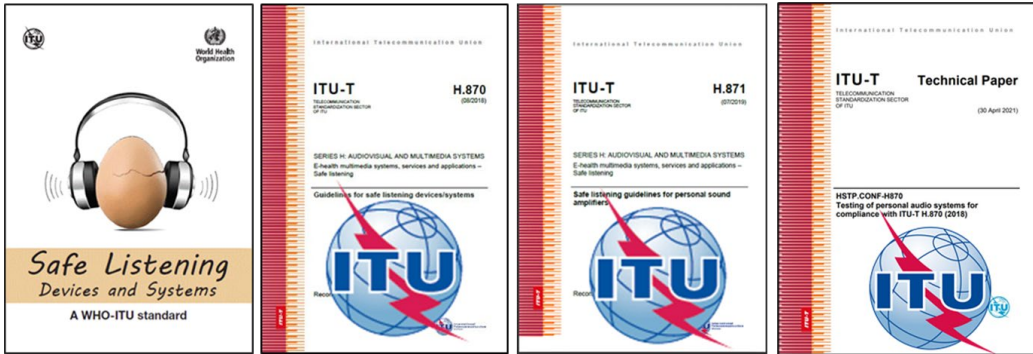 ITU
World Health
Organization
Safe Listening
Devices and Systems
A WHO-ITU standard
International Telecommunication Union
ITU-T
H.870
TELECOMMUNICATION
STANDARDIZATION SECTOR
OF ITU
(08/2018)
SERIES H: AUDIOVISUAL AND MULTIMEDIA SYSTEMS
E-health multimedia systems, services and applications –
Safe listening
Guidelines for safe listening devices/systems
ITU
Recor
ITU-T
International Telecommunication Union
ITU-T
H.871
TELECOMMUNICATION
STANDARDIZATION SECTOR
OF ITU
(07/2019)
SERIES H: AUDIOVISUAL AND MULTIMEDIA SYSTEMS
E-health multimedia systems, services and applications –
Safe listening
Safe listening guidelines for personal sound
amplifiers
ITU
Recor
ITU-T
International Telecommunication Union
ITU-T
Technical Paper
TELECOMMUNICATION
STANDARDIZATION SECTOR
OF ITU
(30 April 2021)
HSTP.CONF-H870
Testing of personal audio systems for
compliance with ITU-T H.870 (2018)
ITU
ITU-T